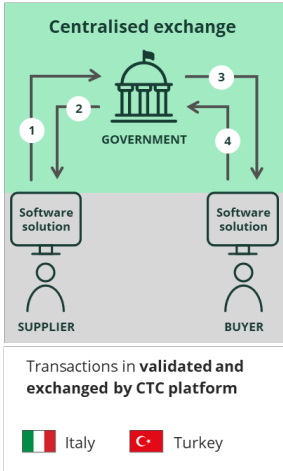 Centralised exchange
3
2
1
4
GOVERNMENT
Software
solution
Software
solution
SUPPLIER
BUYER
Transactions in validated and
exchanged by CTC platform
Italy
Turkey